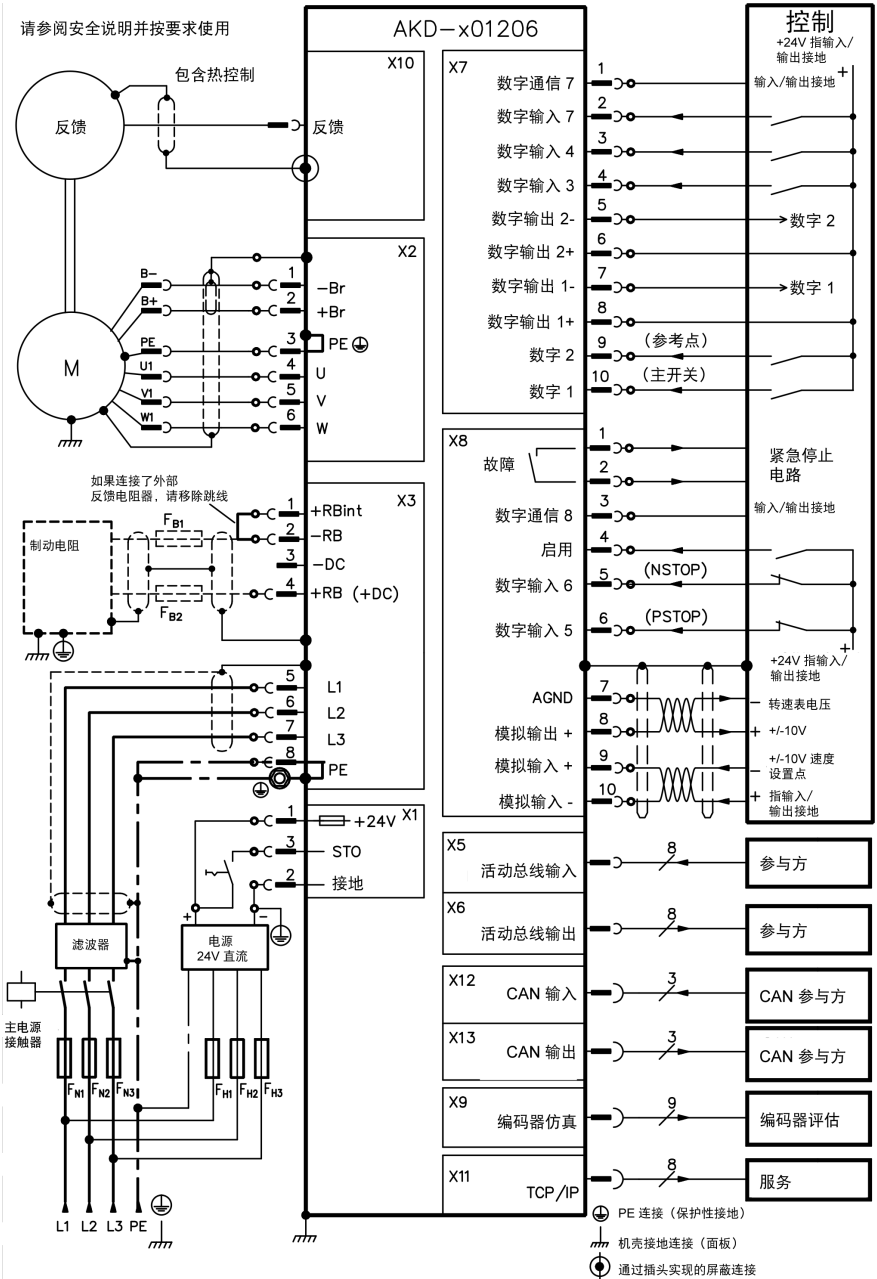 请参阅安全说明并按要求使用
AKD-x01206
控制
+24V 指输入/
输出接地
输入/输出接地
+
X10
包含热控制
反馈
反馈
X7
数字通信 7
1
数字输入 7
2
数字输入 4
3
数字输入 3
4
数字输出 2-
5
数字 2
数字输出 2+
6
数字输出 1-
7
数字 1
数字输出 1+
8
数字 2
9
(参考点)
数字 1
10
(主开关)
X2
B-
1
-Br
B+
2
+Br
PE
3
PE
M
U1
4
U
V1
5
V
W1
6
W
X8
故障
1
2
紧急停止
电路
数字通信 8
3
输入/输出接地
启用
4
数字输入 6
5
(NSTOP)
数字输入 5
6
(PSTOP)
+
+24V 指输入/
输出接地
AGND
7
- 转速表电压
模拟输出 +
8
+ +/-10V
模拟输入 +
9
+/-10V 速度
- 设置点
模拟输入 -
10
+ 指输入/
输出接地
如果连接了外部
反馈电阻器，请移除跳线
X3
制动电阻
FB1
FB2
1
+RBint
2
-RB
3
-DC
4
+RB (+DC)
5
L1
6
L2
7
L3
8
PE
X1
1
+24V
3
STO
2
接地
+
-
滤波器
电源
24V 直流
主电源
接触器
FN1
FN2
FN3
FH1
FH2
FH3
L1 L2 L3 PE
X5
活动总线输入
8
参与方
X6
活动总线输出
8
参与方
X12
CAN 输入
3
CAN 参与方
X13
CAN 输出
3
CAN 参与方
X9
编码器仿真
9
编码器评估
X11
TCP/IP
8
服务
PE 连接（保护性接地）
机壳接地连接（面板）
通过插头实现的屏蔽连接